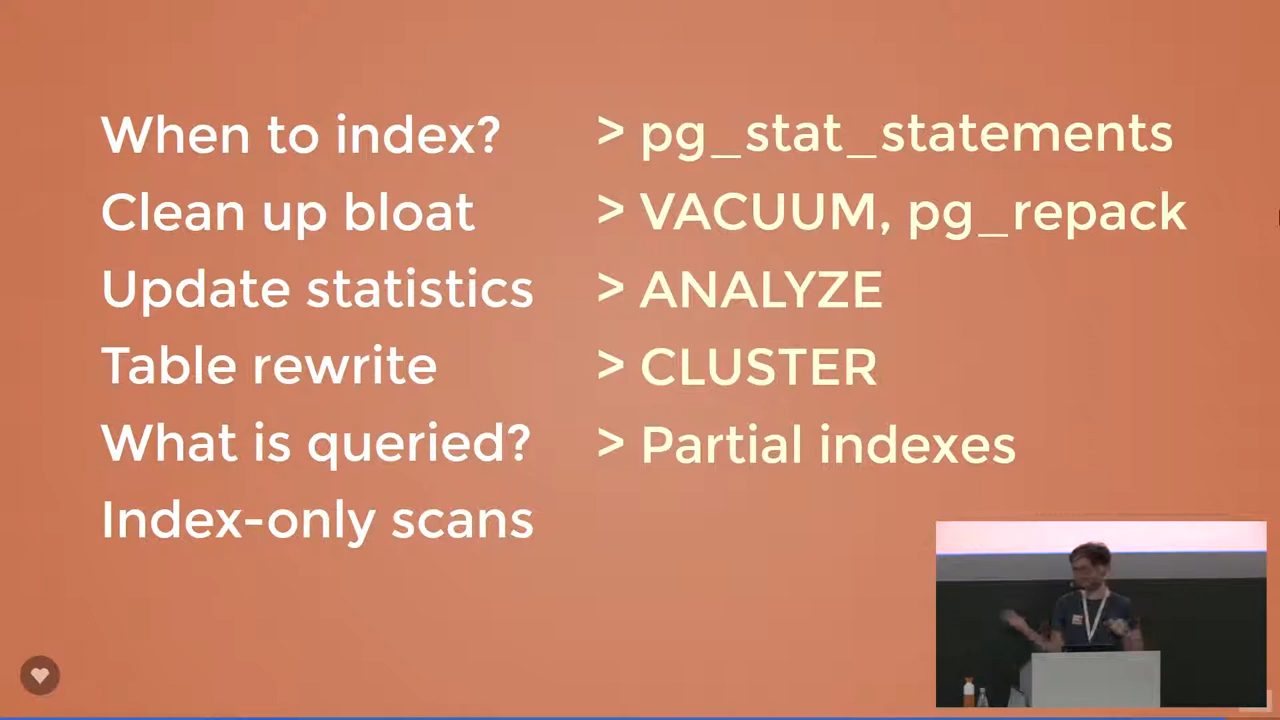 When to index? > pg_stat_statements
Clean up bloat > VACUUM, pg_repack
Update statistics > ANALYZE
Table rewrite > CLUSTER
What is queried? > Partial indexes
Index-only scans